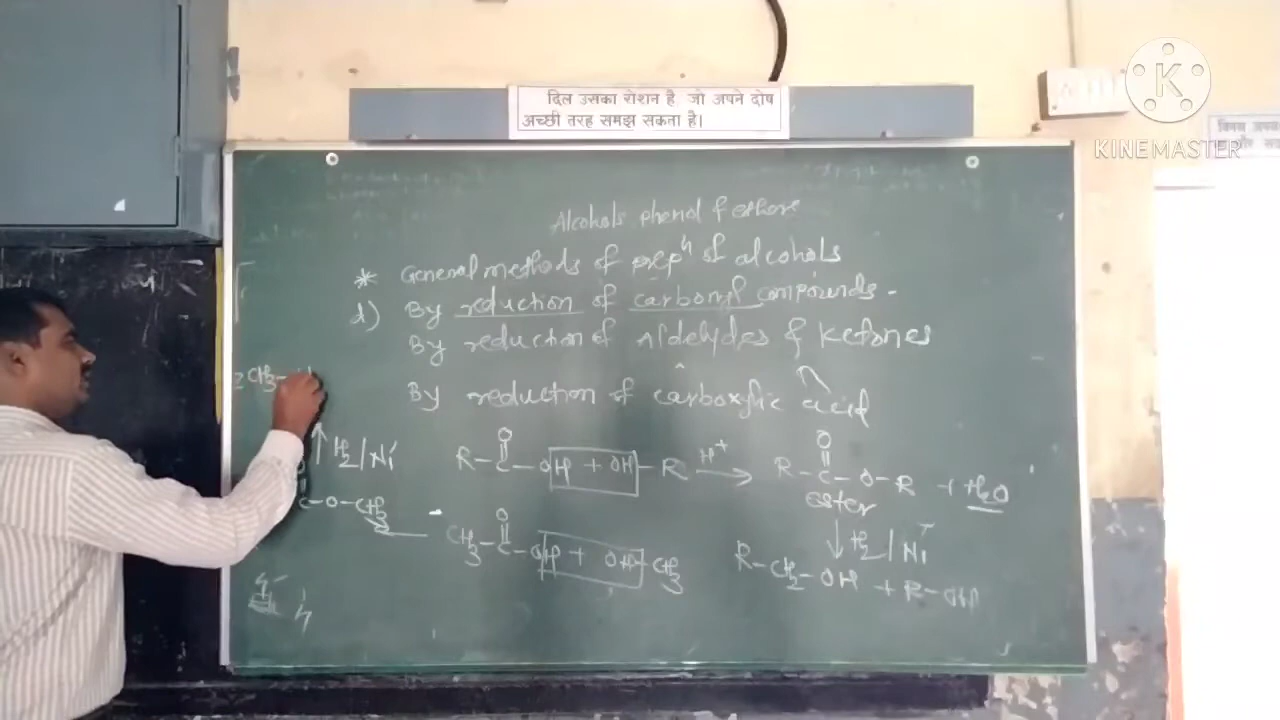 दिल उसका रोशन है जो अपने दोष
अच्छी तरह समझ सकता है।
K
KINEMASTER
Alcohols phenol & ethers
* General methods of prepⁿ of alcohols
d) By reduction of carbonyl compounds-
By reduction of Aldehydes & Ketones
By reduction of carboxylic acid
CH3-
H2/Ni
C-O-CH3
O O
R-C-OH + OH-R H+ → R-C-O-R + H2O
ester
↓ H2/Ni
O
CH3-C-OH + OH-CH3
R-CH2-OH + R-OH